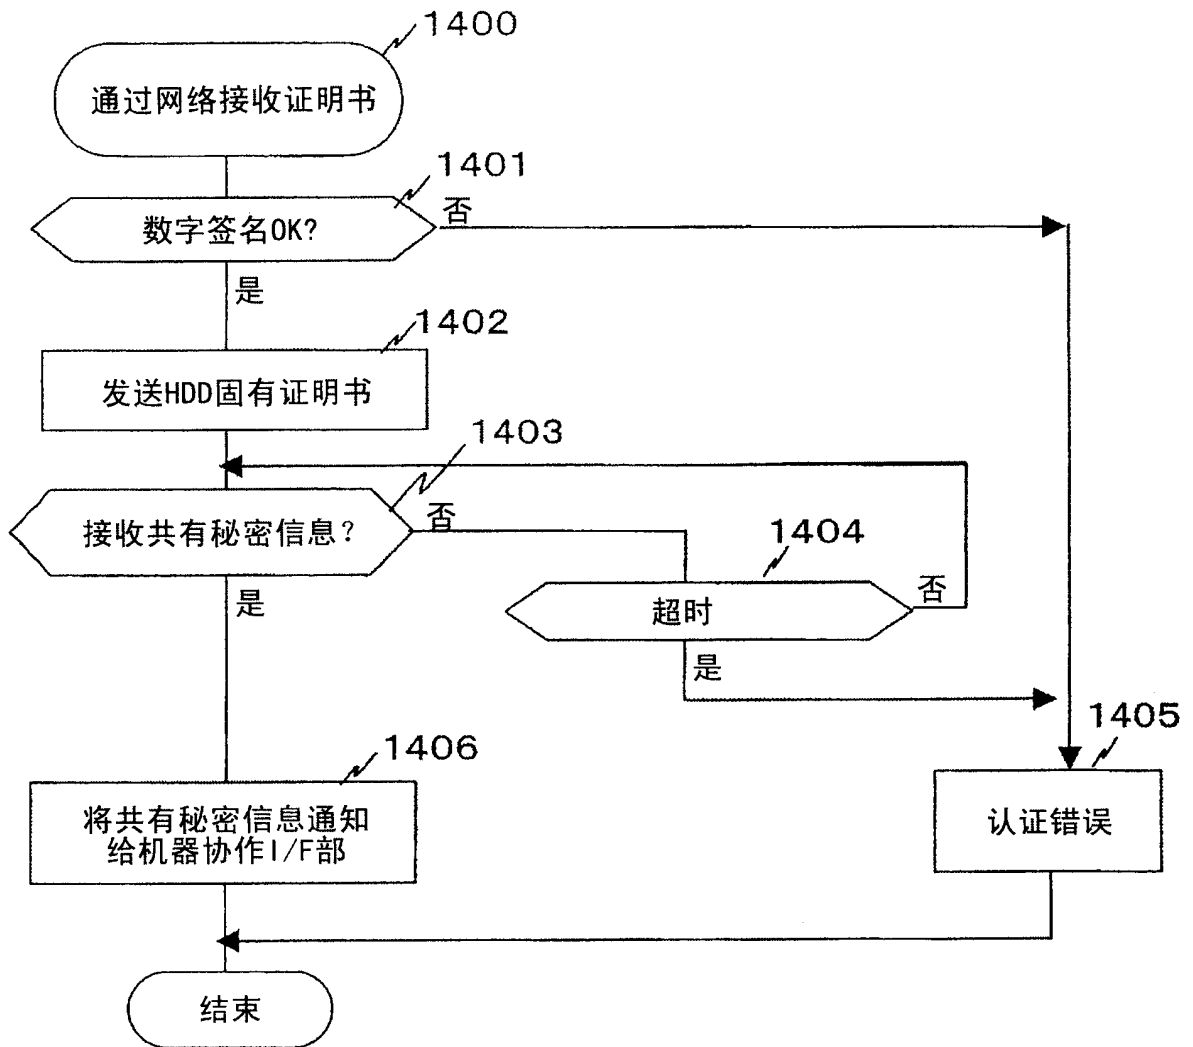 1400
通过网络接收证明书
1401
数字签名OK?
否
是
1402
发送HDD固有证明书
1403
接收共有秘密信息?
否
是
1404
超时
否
是
1405
认证错误
1406
将共有秘密信息通知
给机器协作I/F部
结束